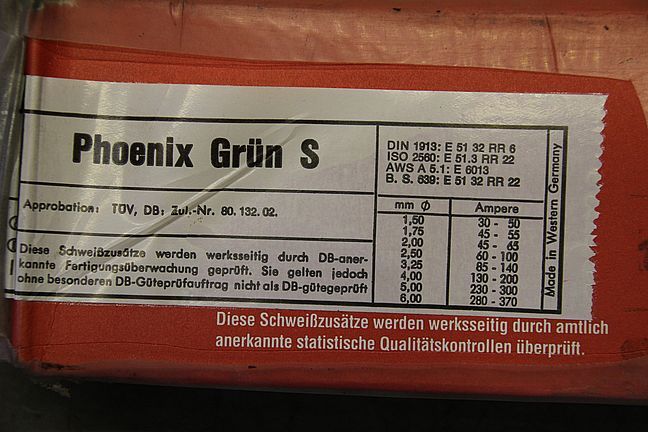 Phoenix Grün S
DIN 1913: E 51 32 RR 6
ISO 2560: E 51.3 RR 22
AWS A 5.1: E 6013
B. S. 639: E 51 32 RR 22
Approbation: TÜV, DB: Zul.-Nr. 80.132.02.
Diese Schweißzusätze werden werksseitig durch DB-aner-
kannte Fertigungsüberwachung geprüft. Sie gelten jedoch
ohne besonderen DB-Güteprüfauftrag nicht als DB-gütegeprüft
mm Ø Ampere
1,50 30 - 50
1,75 45 - 55
2,00 45 - 65
2,50 60 - 100
3,25 85 - 140
4,00 130 - 200
5,00 230 - 300
6,00 280 - 370
Made in Western Germany
Diese Schweißzusätze werden werksseitig durch amtlich
anerkannte statistische Qualitätskontrollen überprüft.